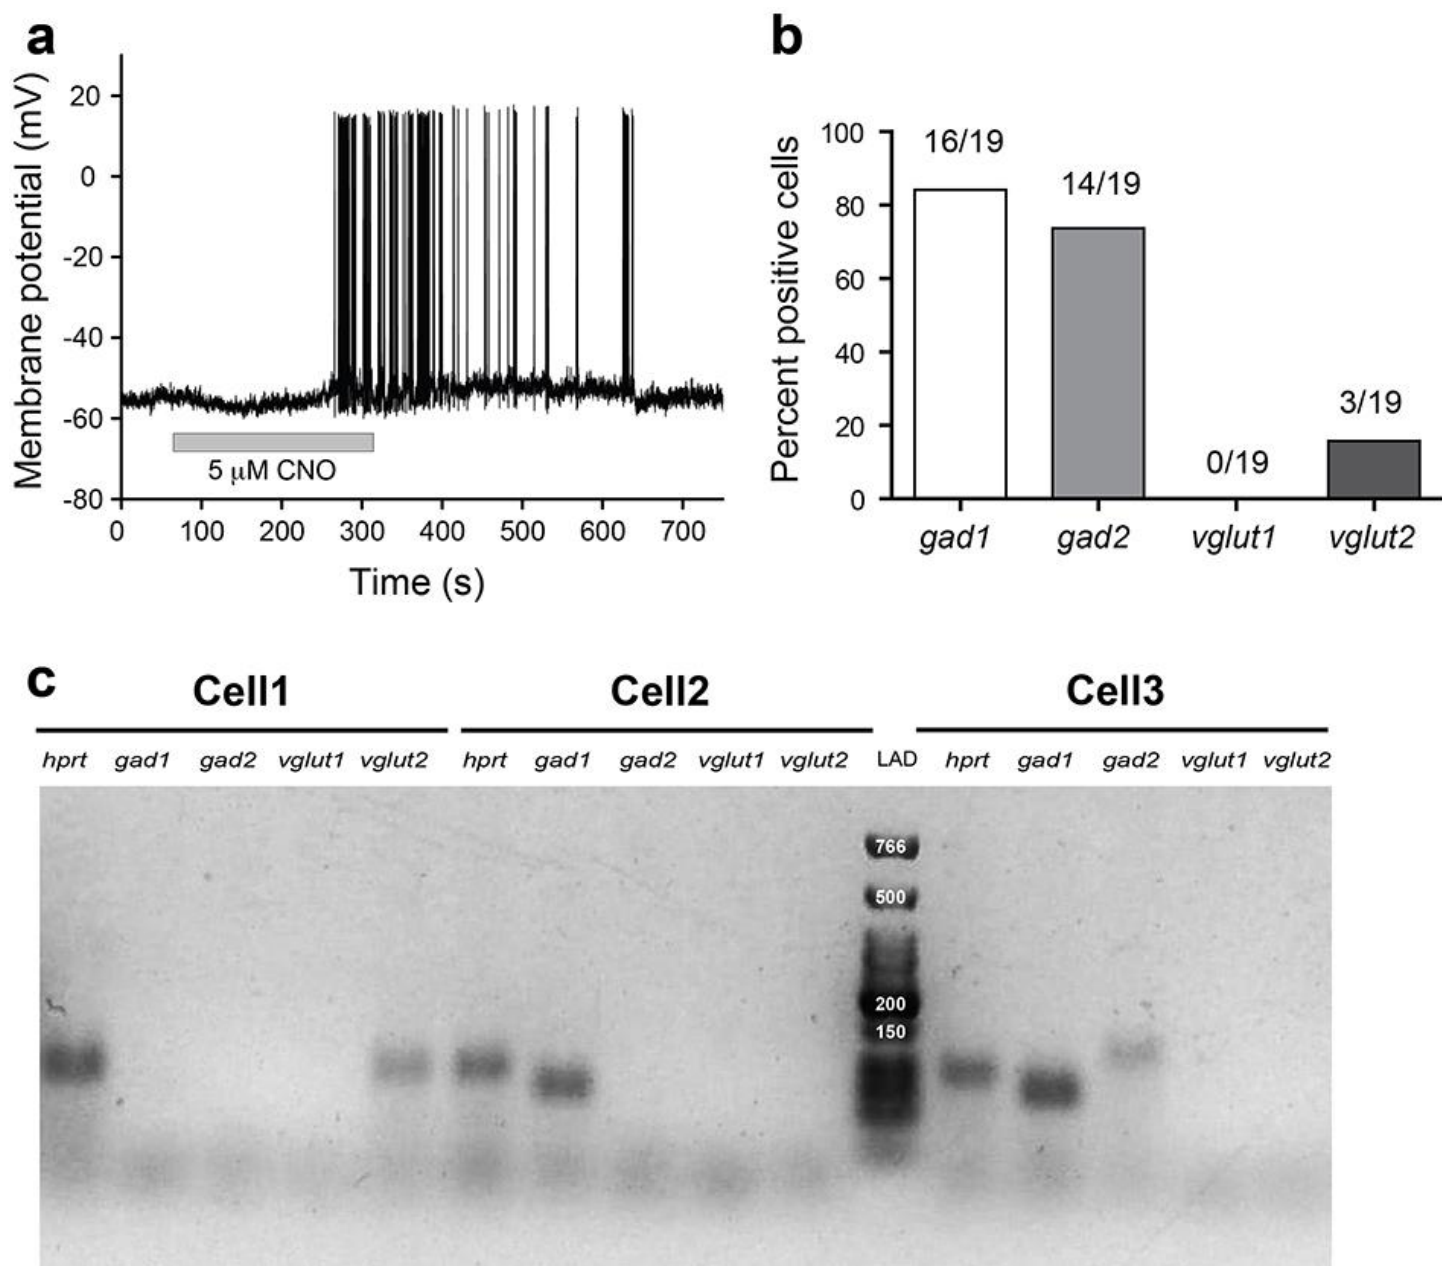 a
Membrane potential (mV)
20
0
-20
-40
-60
-80
5 μM CNO
0 100 200 300 400 500 600 700
Time (s)
b
Percent positive cells
100
80
60
40
20
0
16/19
14/19
0/19
3/19
gad1 gad2 vglut1 vglut2
c
Cell1 Cell2 Cell3
hprt gad1 gad2 vglut1 vglut2 hprt gad1 gad2 vglut1 vglut2 LAD hprt gad1 gad2 vglut1 vglut2
766
500
200
150